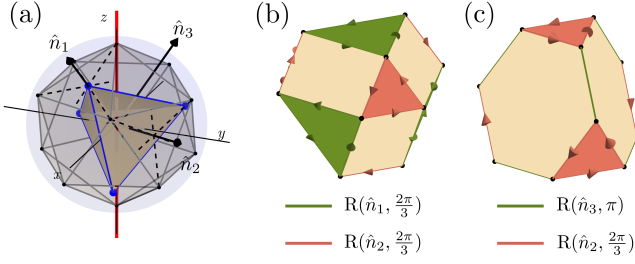 (a)
z
n̂₁
n̂₃
y
n̂₂
x
(b)
R(n̂₁, 2π/3)
R(n̂₂, 2π/3)
(c)
R(n̂₃, π)
R(n̂₂, 2π/3)